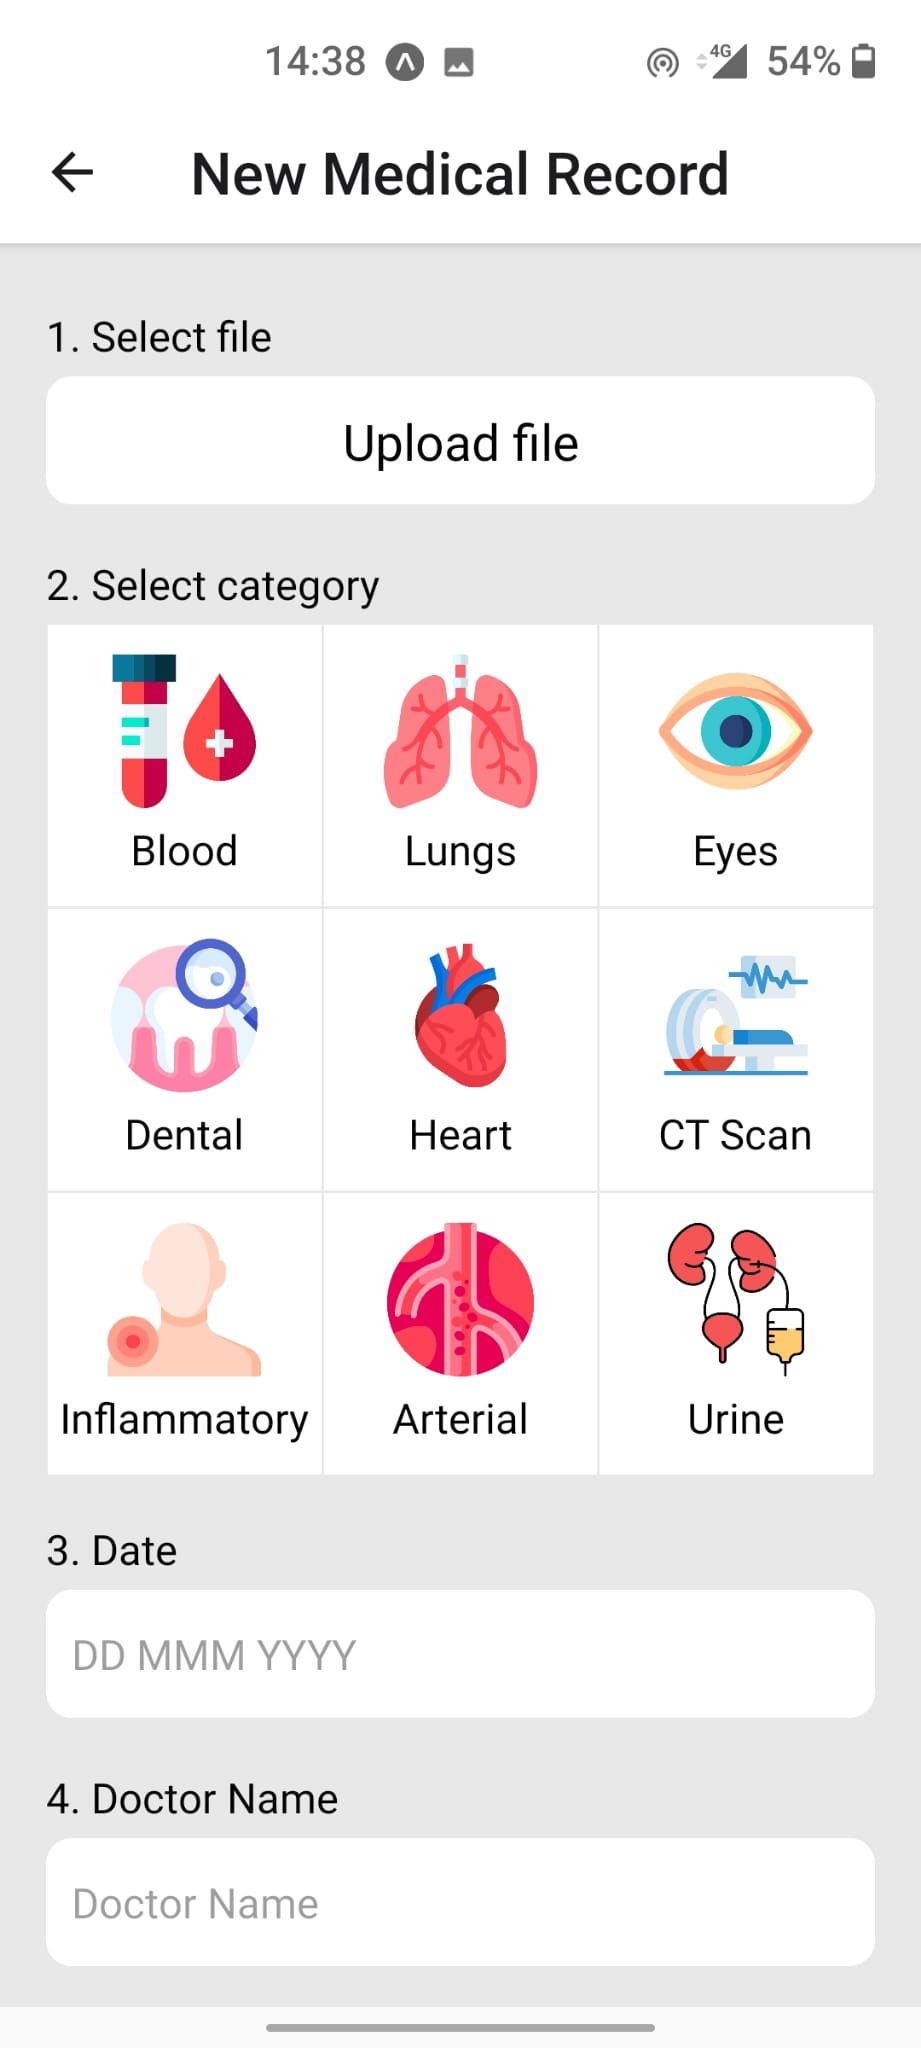 14:38 4G 54%
New Medical Record
1. Select file
Upload file
2. Select category
Blood Lungs Eyes
Dental Heart CT Scan
Inflammatory Arterial Urine
3. Date
DD MMM YYYY
4. Doctor Name
Doctor Name